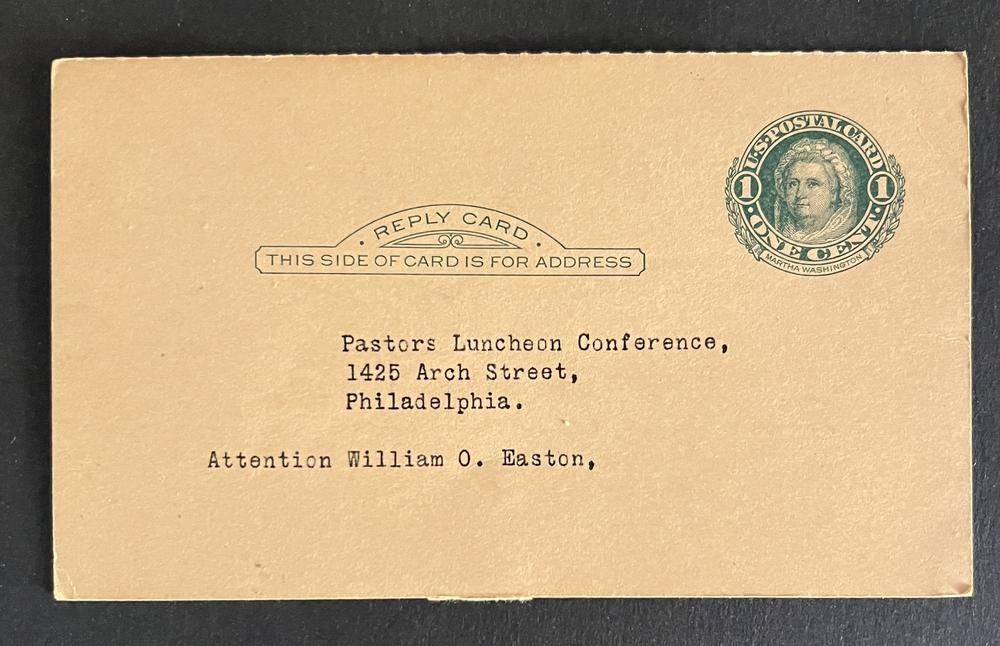 U·S·POSTAL CARD
1 1
·ONE CENT·
MARTHA WASHINGTON
· REPLY CARD ·
THIS SIDE OF CARD IS FOR ADDRESS
Pastors Luncheon Conference,
1425 Arch Street,
Philadelphia.
Attention William O. Easton,